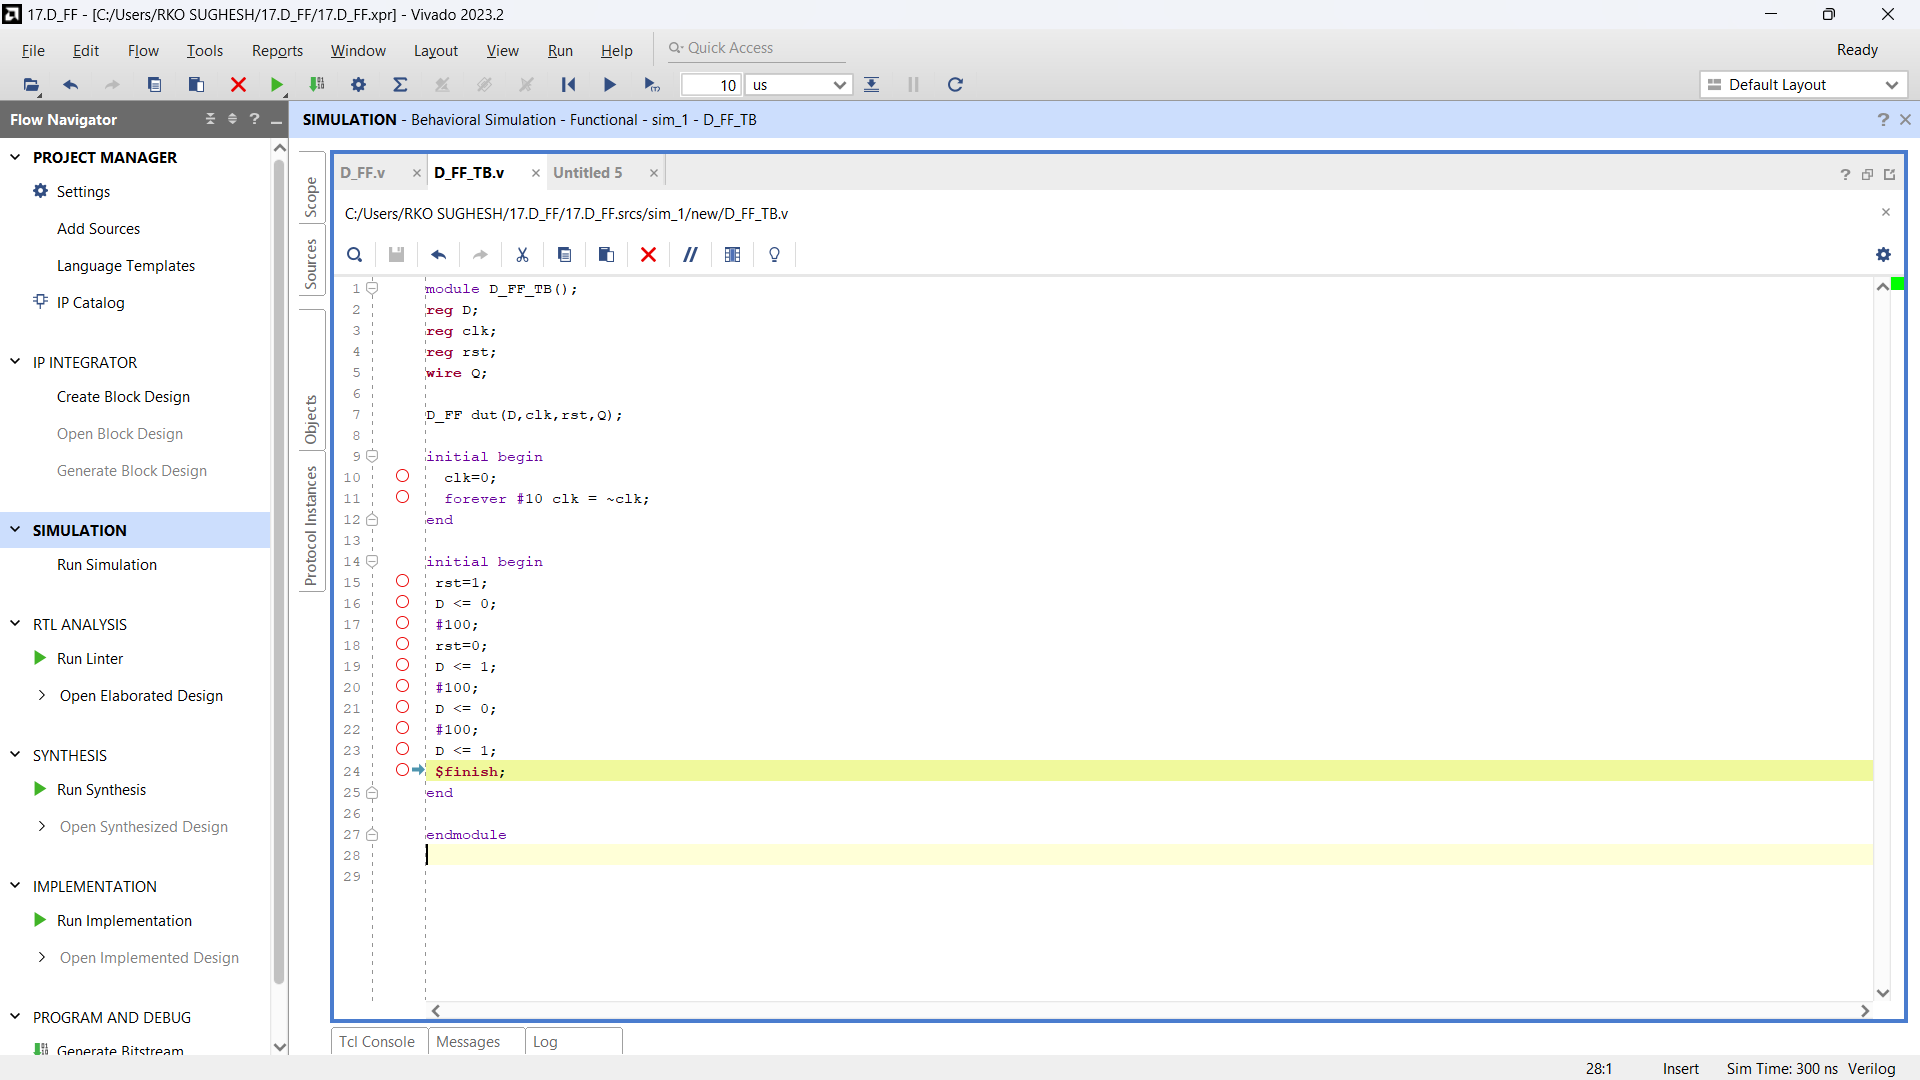 17.D_FF - [C:/Users/RKO SUGHESH/17.D_FF/17.D_FF.xpr] - Vivado 2023.2
File Edit Flow Tools Reports Window Layout View Run Help Quick Access Ready
10 us Default Layout
Flow Navigator
SIMULATION - Behavioral Simulation - Functional - sim_1 - D_FF_TB
PROJECT MANAGER
Settings
Add Sources
Language Templates
IP Catalog
IP INTEGRATOR
Create Block Design
Open Block Design
Generate Block Design
SIMULATION
Run Simulation
RTL ANALYSIS
Run Linter
Open Elaborated Design
SYNTHESIS
Run Synthesis
Open Synthesized Design
IMPLEMENTATION
Run Implementation
Open Implemented Design
PROGRAM AND DEBUG
Generate Bitstream
Scope
Sources
Objects
Protocol Instances
D_FF.v D_FF_TB.v Untitled 5
C:/Users/RKO SUGHESH/17.D_FF/17.D_FF.srcs/sim_1/new/D_FF_TB.v
1 module D_FF_TB();
2 reg D;
3 reg clk;
4 reg rst;
5 wire Q;
6
7 D_FF dut(D,clk,rst,Q);
8
9 initial begin
10 clk=0;
11 forever #10 clk = ~clk;
12 end
13
14 initial begin
15 rst=1;
16 D <= 0;
17 #100;
18 rst=0;
19 D <= 1;
20 #100;
21 D <= 0;
22 #100;
23 D <= 1;
24 $finish;
25 end
26
27 endmodule
28
29
Tcl Console Messages Log
28:1 Insert Sim Time: 300 ns Verilog